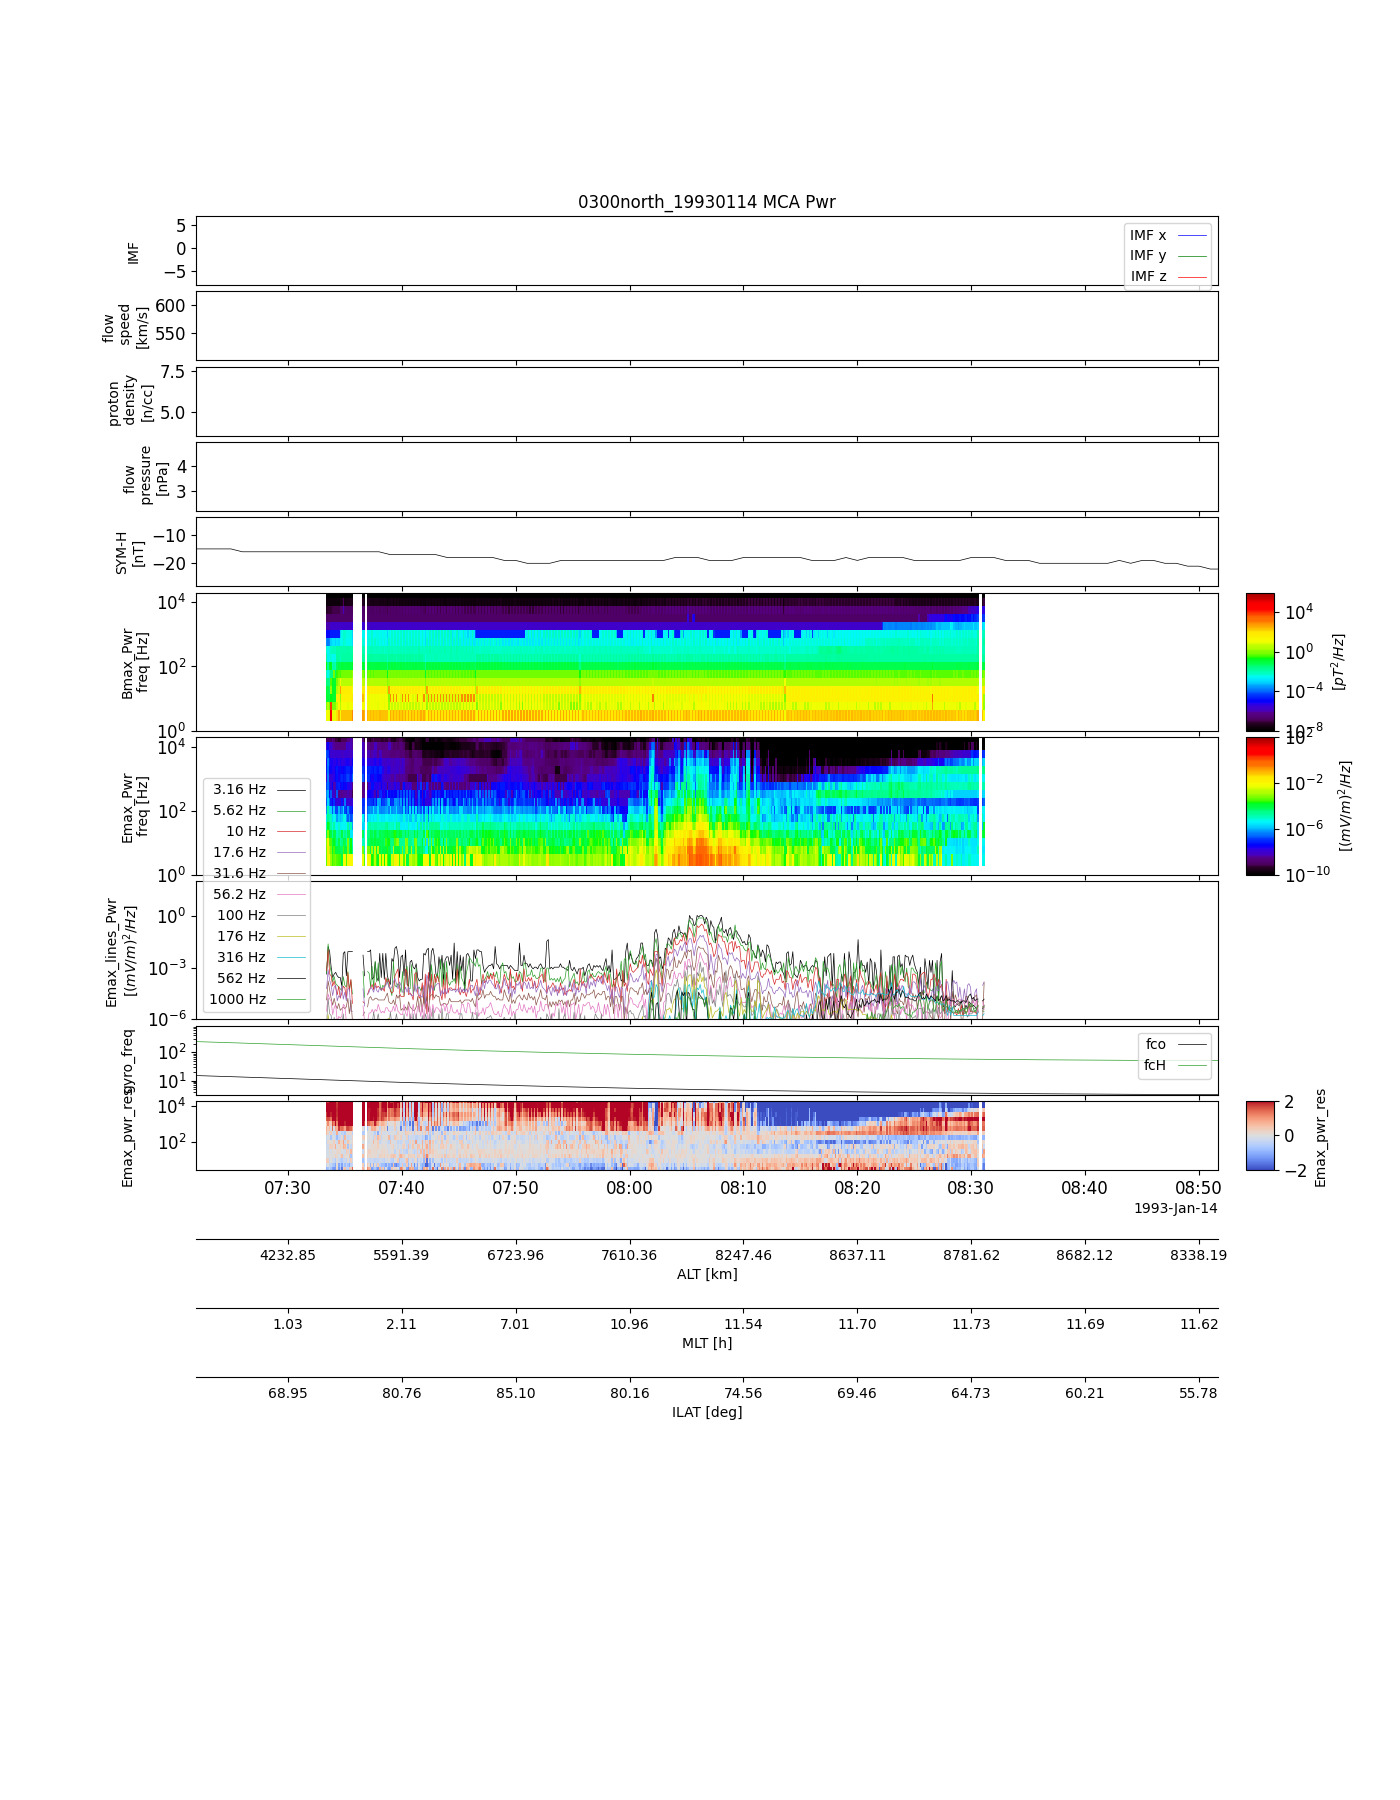 0300north_19930114 MCA Pwr
IMF
5
0
−5
IMF x
IMF y
IMF z
flow
speed
[km/s]
600
550
proton
density
[n/cc]
7.5
5.0
flow
pressure
[nPa]
4
3
SYM-H
[nT]
−10
−20
Bmax_Pwr
freq [Hz]
10^4
10^2
10^0
10^4
10^0
10^−4
10^−8
[pT^2/Hz]
Emax_Pwr
freq [Hz]
10^4
10^2
10^0
10^2
10^−2
10^−6
10^−10
[(mV/m)^2/Hz]
3.16 Hz
5.62 Hz
10 Hz
17.6 Hz
31.6 Hz
56.2 Hz
100 Hz
176 Hz
316 Hz
562 Hz
1000 Hz
Emax_lines_Pwr
[(mV/m)^2/Hz]
10^0
10^−3
10^−6
gyro_freq
10^2
10^1
fco
fcH
Emax_pwr_res
10^4
10^2
2
0
−2
Emax_pwr_res
07:30 07:40 07:50 08:00 08:10 08:20 08:30 08:40 08:50
1993-Jan-14
4232.85 5591.39 6723.96 7610.36 8247.46 8637.11 8781.62 8682.12 8338.19
ALT [km]
1.03 2.11 7.01 10.96 11.54 11.70 11.73 11.69 11.62
MLT [h]
68.95 80.76 85.10 80.16 74.56 69.46 64.73 60.21 55.78
ILAT [deg]